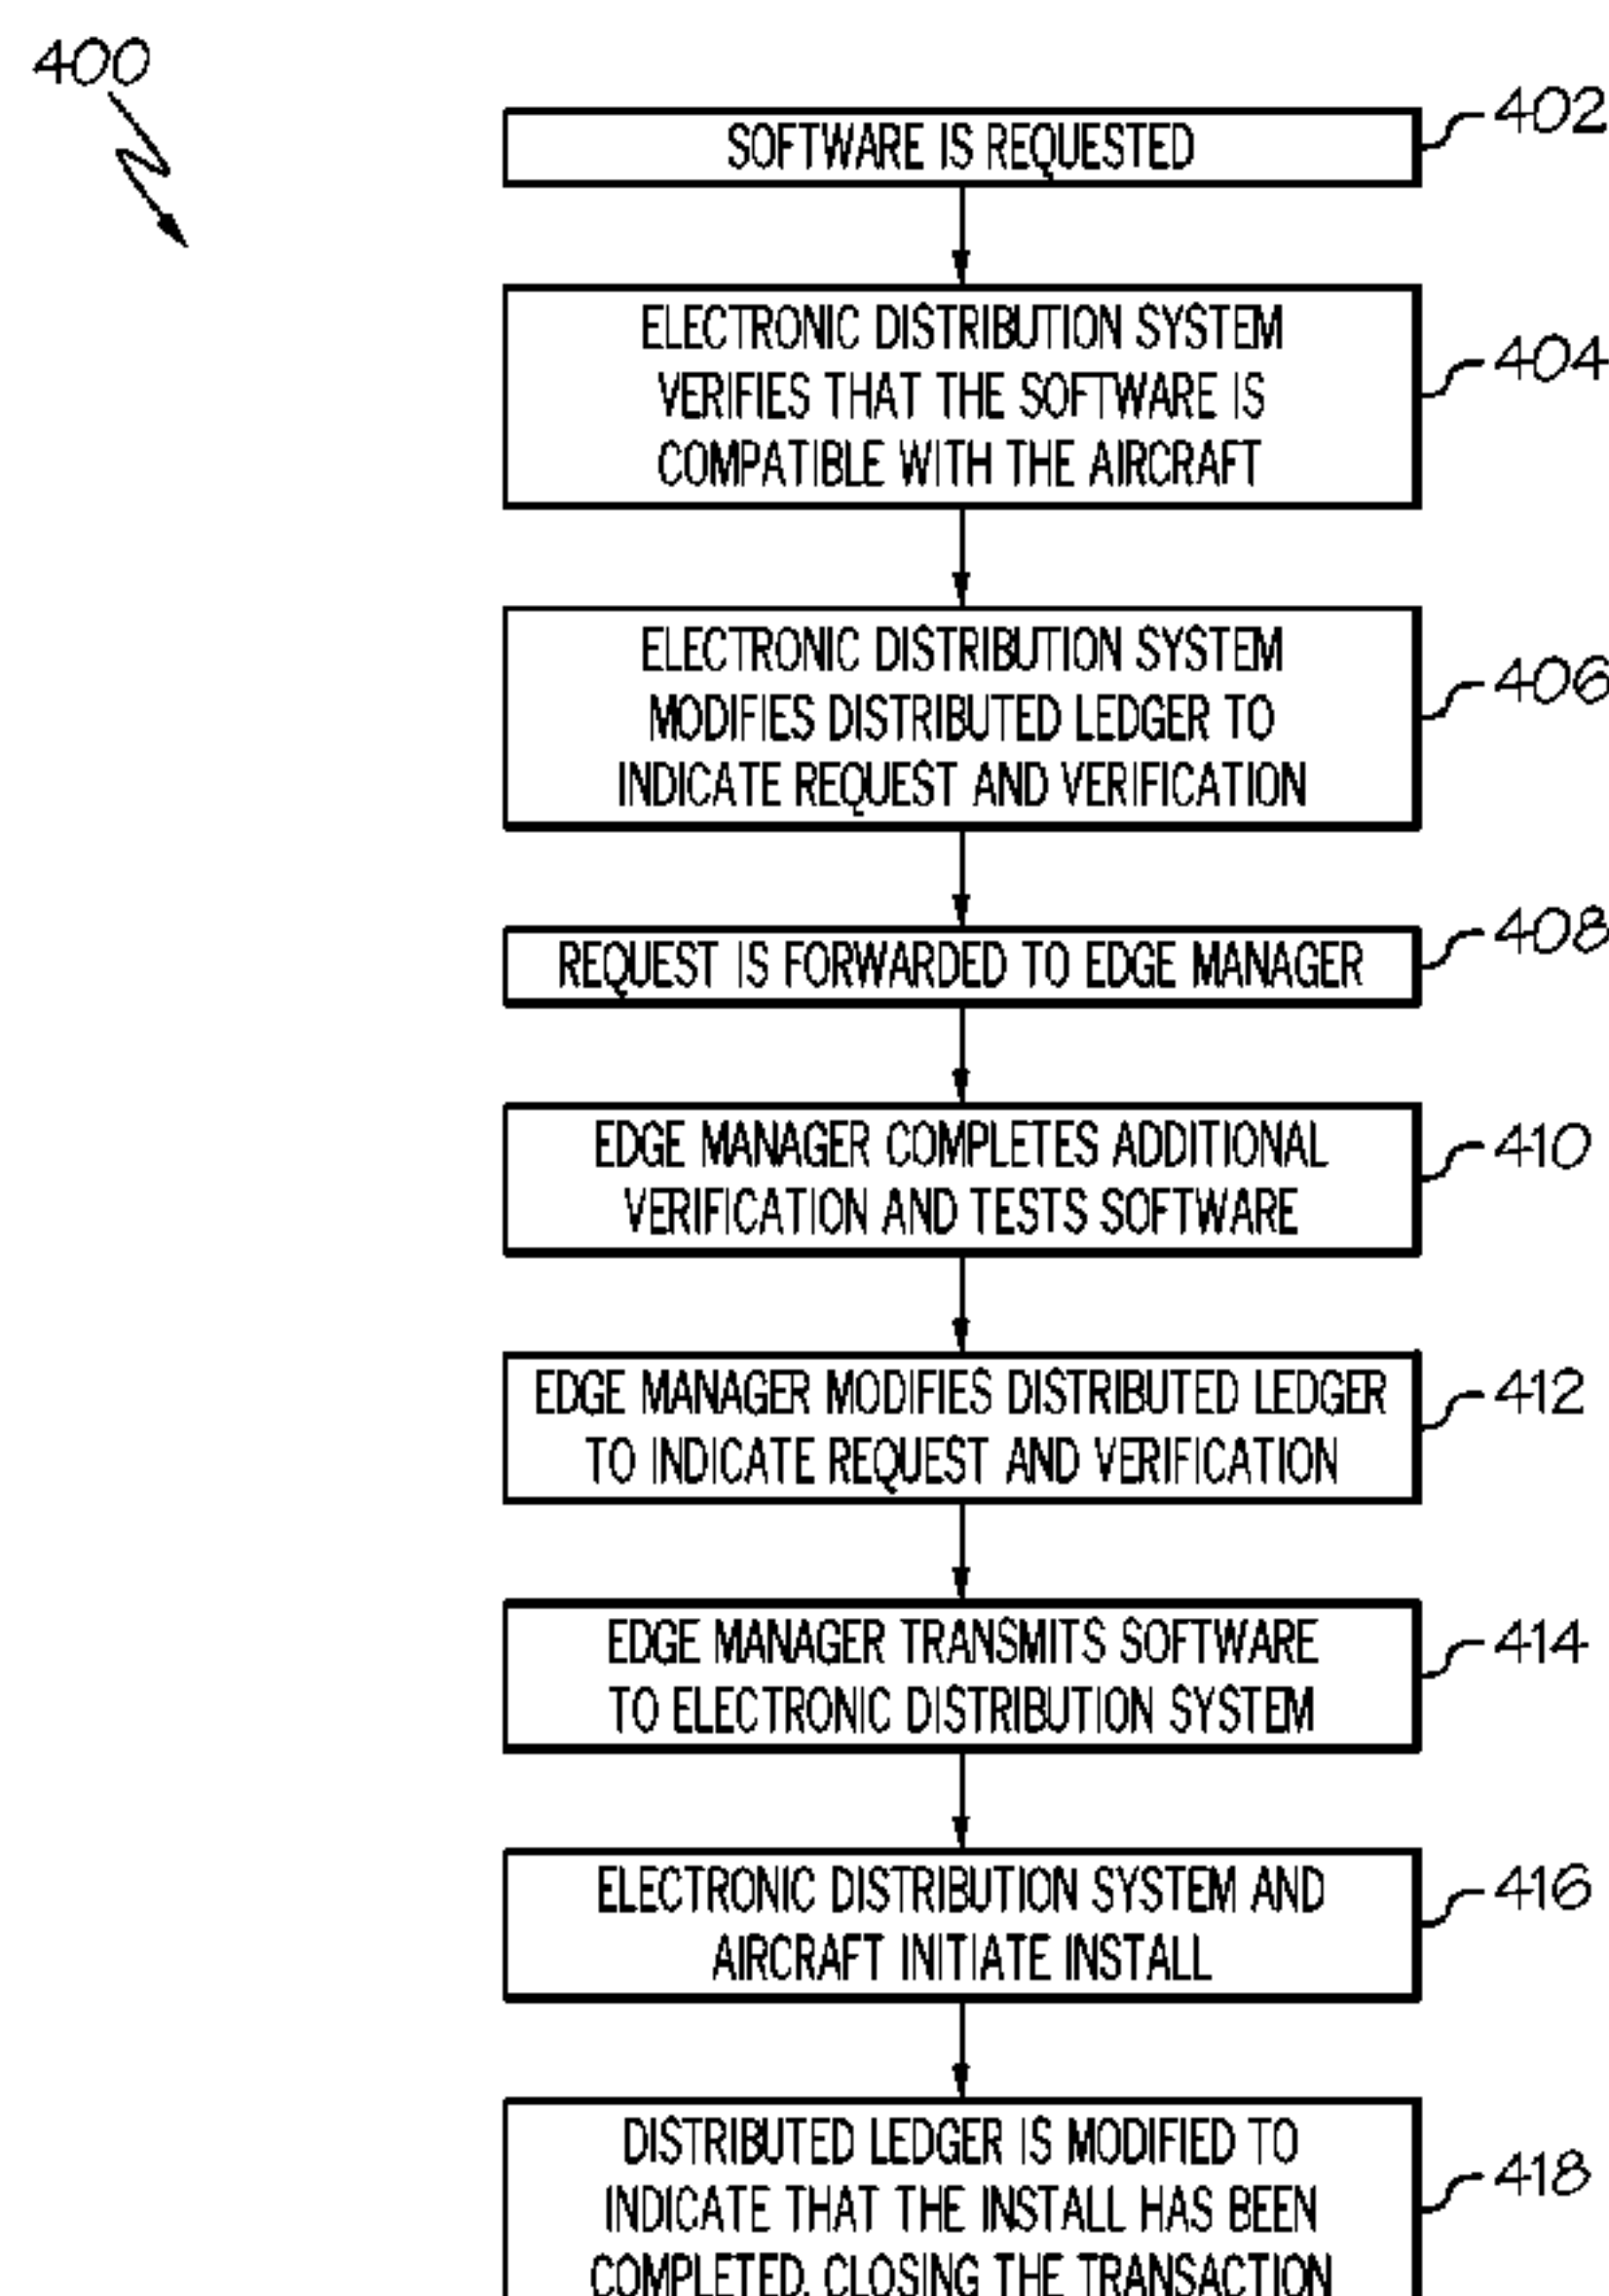 400
SOFTWARE IS REQUESTED
402
ELECTRONIC DISTRIBUTION SYSTEM
VERIFIES THAT THE SOFTWARE IS
COMPATIBLE WITH THE AIRCRAFT
404
ELECTRONIC DISTRIBUTION SYSTEM
MODIFIES DISTRIBUTED LEDGER TO
INDICATE REQUEST AND VERIFICATION
406
REQUEST IS FORWARDED TO EDGE MANAGER
408
EDGE MANAGER COMPLETES ADDITIONAL
VERIFICATION AND TESTS SOFTWARE
410
EDGE MANAGER MODIFIES DISTRIBUTED LEDGER
TO INDICATE REQUEST AND VERIFICATION
412
EDGE MANAGER TRANSMITS SOFTWARE
TO ELECTRONIC DISTRIBUTION SYSTEM
414
ELECTRONIC DISTRIBUTION SYSTEM AND
AIRCRAFT INITIATE INSTALL
416
DISTRIBUTED LEDGER IS MODIFIED TO
INDICATE THAT THE INSTALL HAS BEEN
COMPLETED, CLOSING THE TRANSACTION
418